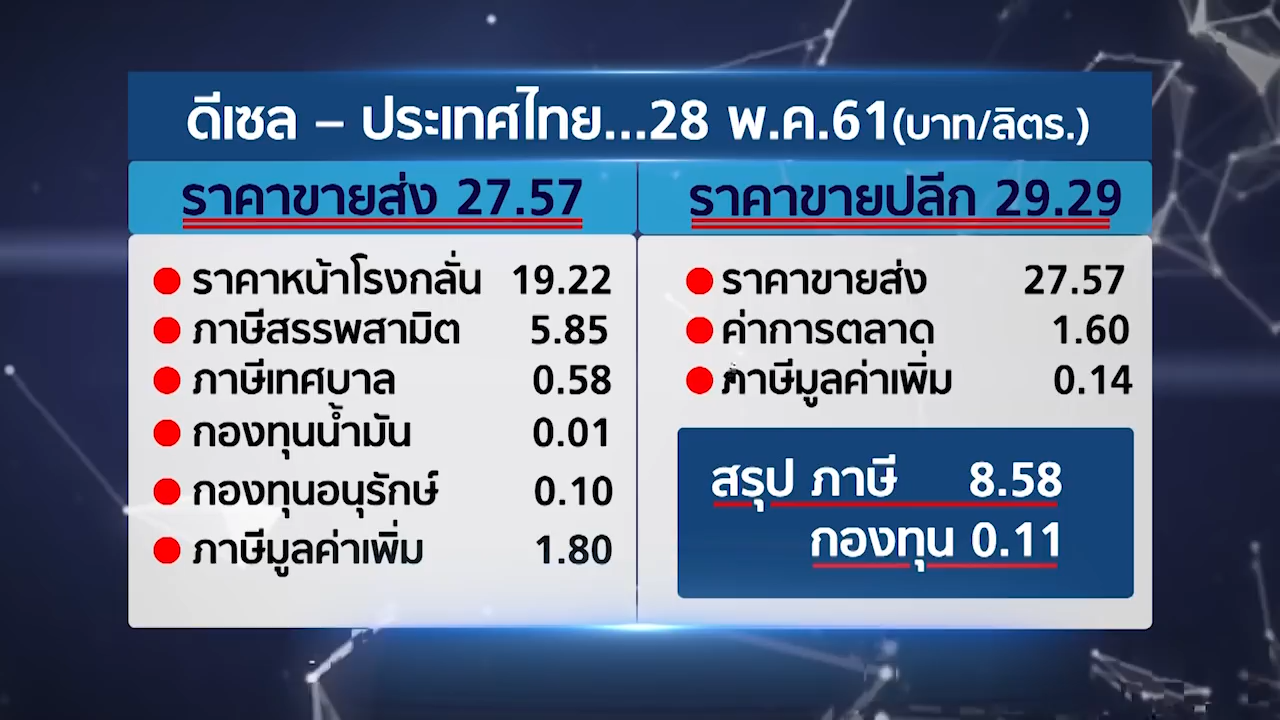 ดีเซล – ประเทศไทย...28 พ.ค.61(บาท/ลิตร.)
ราคาขายส่ง 27.57
ราคาหน้าโรงกลั่น 19.22
ภาษีสรรพสามิต 5.85
ภาษีเทศบาล 0.58
กองทุนน้ำมัน 0.01
กองทุนอนุรักษ์ 0.10
ภาษีมูลค่าเพิ่ม 1.80
ราคาขายปลีก 29.29
ราคาขายส่ง 27.57
ค่าการตลาด 1.60
ภาษีมูลค่าเพิ่ม 0.14
สรุป ภาษี 8.58
กองทุน 0.11